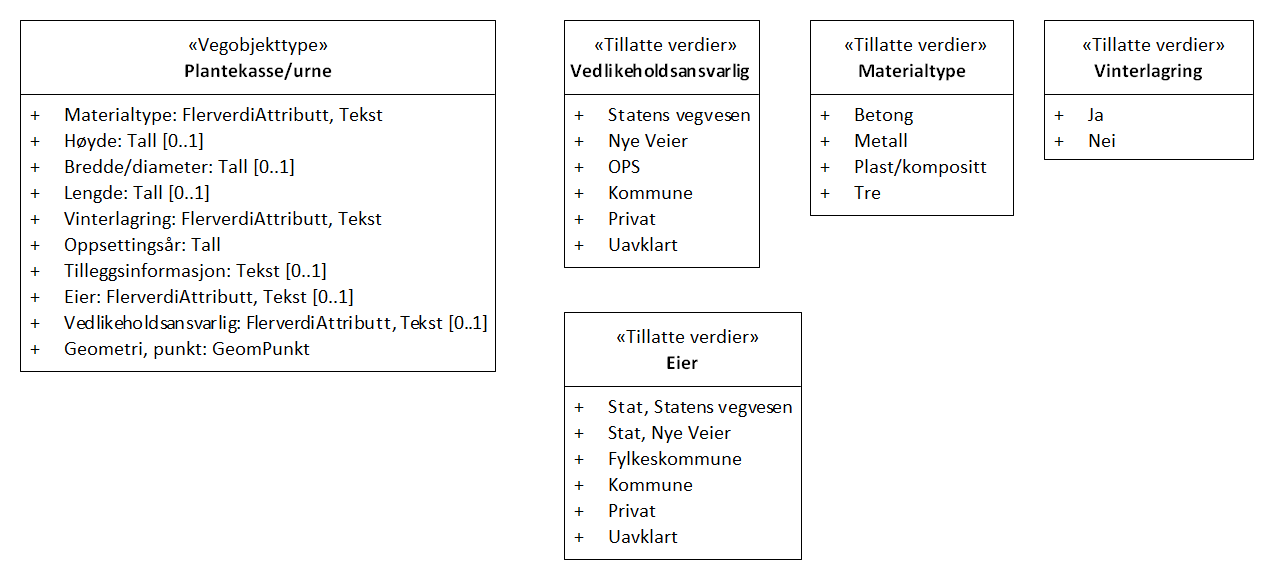 «Vegobjekttype»
Plantekasse/urne
+ Materialtype: FlerverdiAttributt, Tekst
+ Høyde: Tall [0..1]
+ Bredde/diameter: Tall [0..1]
+ Lengde: Tall [0..1]
+ Vinterlagring: FlerverdiAttributt, Tekst
+ Oppsettingsår: Tall
+ Tilleggsinformasjon: Tekst [0..1]
+ Eier: FlerverdiAttributt, Tekst [0..1]
+ Vedlikeholdsansvarlig: FlerverdiAttributt, Tekst [0..1]
+ Geometri, punkt: GeomPunkt
«Tillatte verdier»
Vedlikeholdsansvarlig
+ Statens vegvesen
+ Nye Veier
+ OPS
+ Kommune
+ Privat
+ Uavklart
«Tillatte verdier»
Materialtype
+ Betong
+ Metall
+ Plast/kompositt
+ Tre
«Tillatte verdier»
Vinterlagring
+ Ja
+ Nei
«Tillatte verdier»
Eier
+ Stat, Statens vegvesen
+ Stat, Nye Veier
+ Fylkeskommune
+ Kommune
+ Privat
+ Uavklart